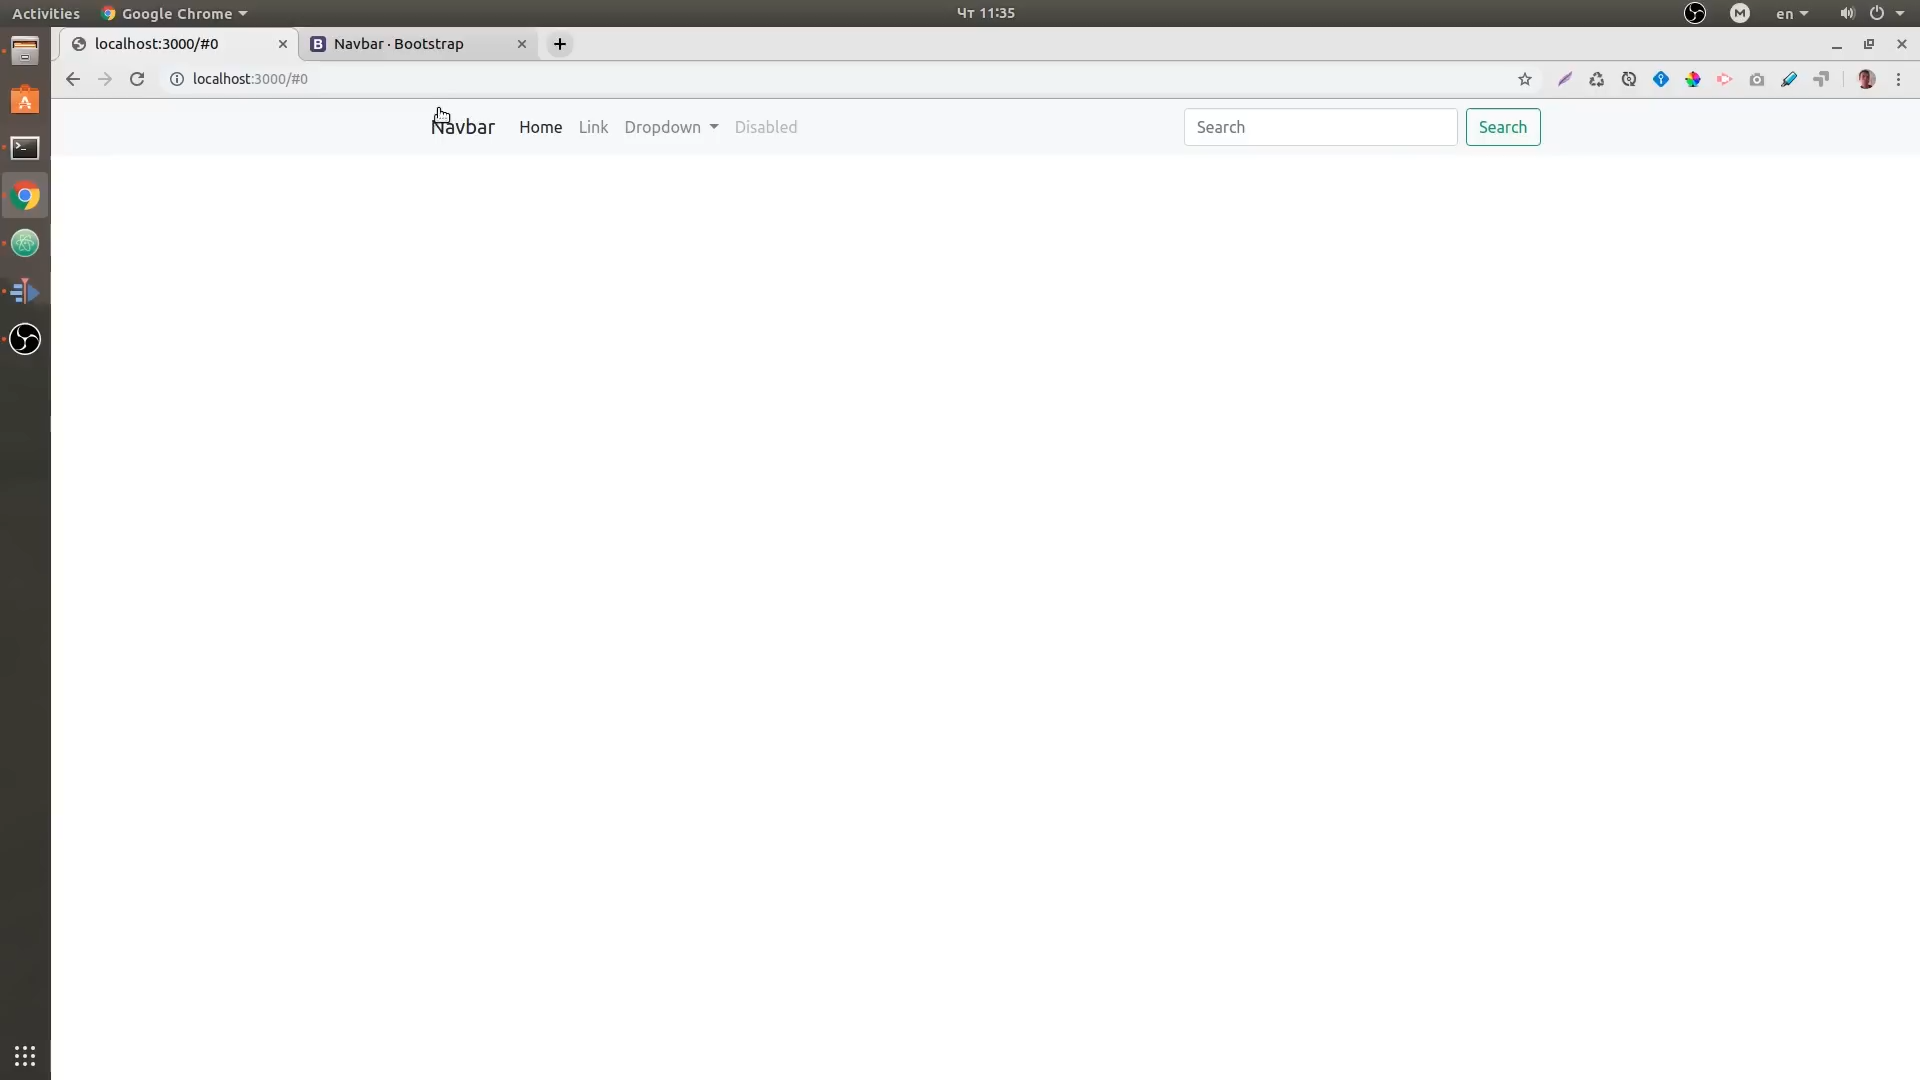 Activities Google Chrome Чт 11:35 M en
localhost:3000/#0 B Navbar · Bootstrap
localhost:3000/#0
Navbar Home Link Dropdown Disabled Search Search